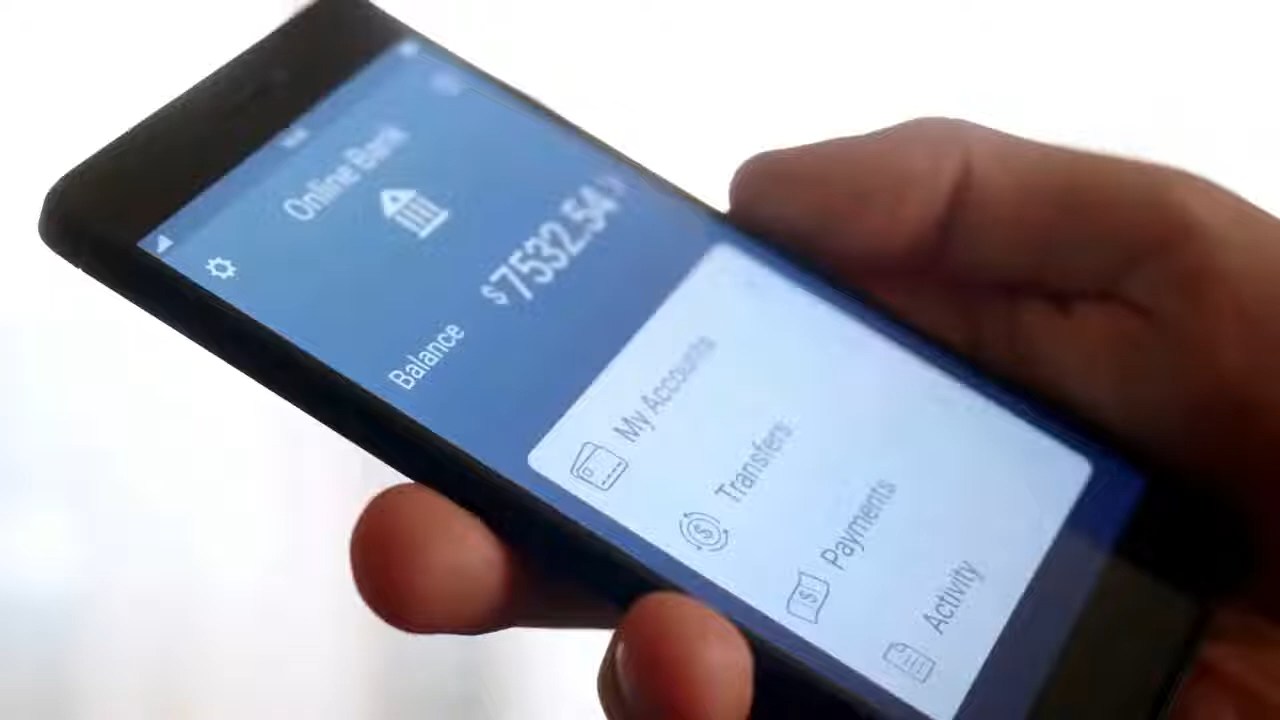 Online Bank
Balance
$7532.54
My Accounts
Transfers
Payments
Activity